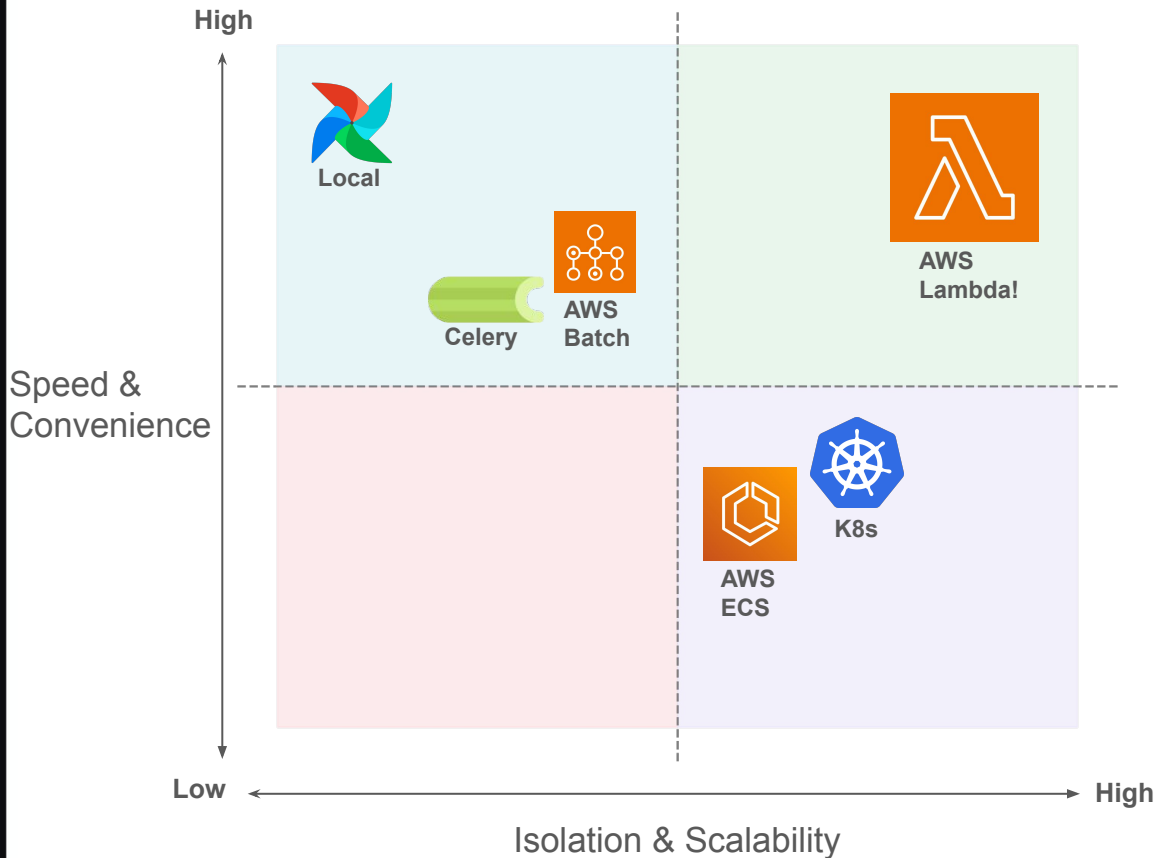 High
Local
AWS
Lambda!
AWS
Batch
Celery
Speed &
Convenience
K8s
AWS
ECS
Low
High
Isolation & Scalability